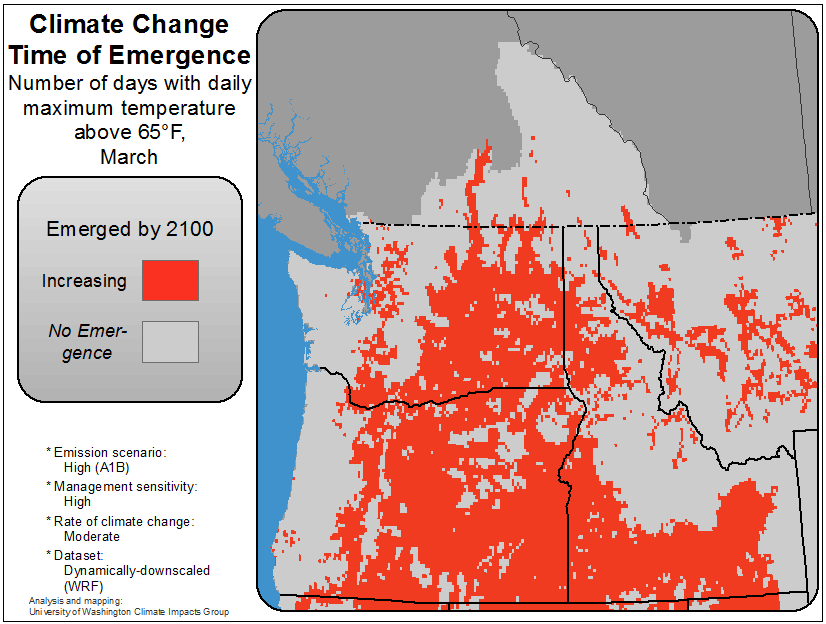 Climate Change
Time of Emergence
Number of days with daily
maximum temperature
above 65°F,
March
Emerged by 2100
Increasing
No Emer-
gence
* Emission scenario:
High (A1B)
* Management sensitivity:
High
* Rate of climate change:
Moderate
* Dataset:
Dynamically-downscaled
(WRF)
Analysis and mapping:
University of Washington Climate Impacts Group